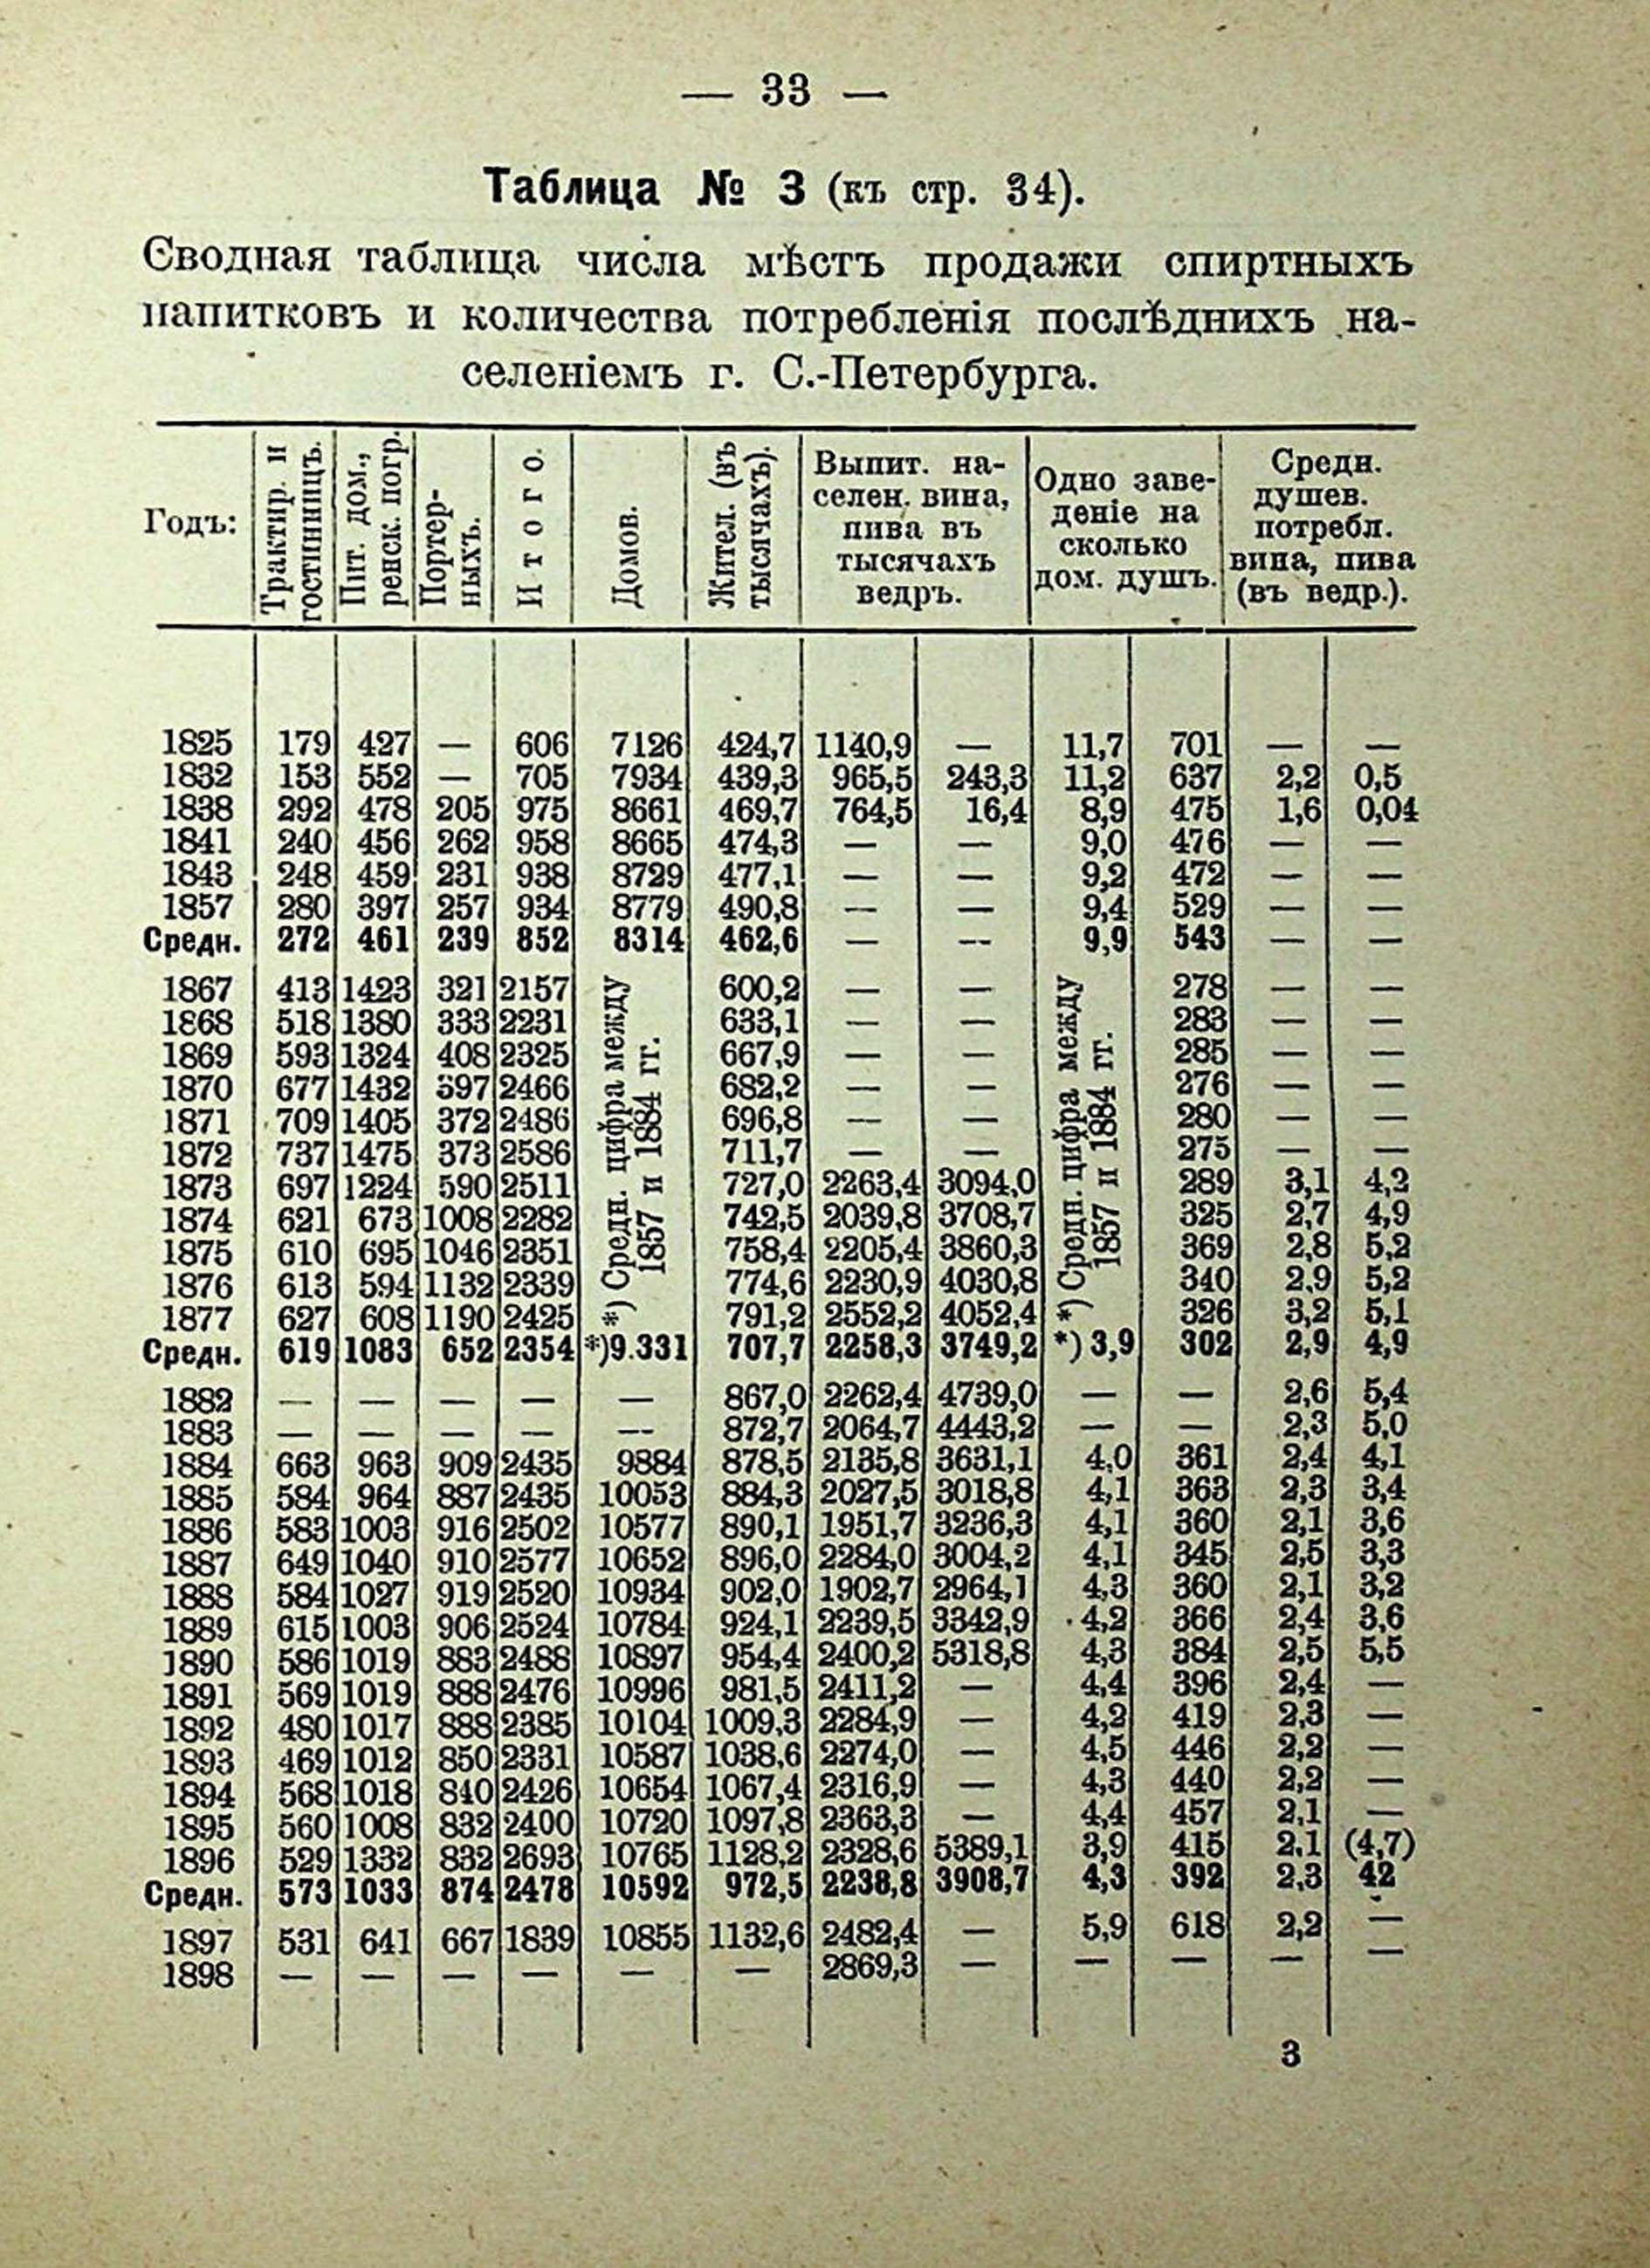 — 33 —
Таблица № 3 (къ стр. 34).
Сводная таблица числа мѣстъ продажи спиртныхъ
напитковъ и количества потребленія послѣднихъ на-
селеніемъ г. С.-Петербурга.
Годъ: Трактир. и гостинницъ. Пит. дом., ренск. погр. Портер-ныхъ. Итого. Домов. Жител. (въ тысячахъ). Выпит. на-селен. вина, пива въ тысячахъ ведръ. Одно заве-деніе на сколько дом. душъ. Средн. душев. потребл. вина, пива (въ ведр.).
1825 179 427 — 606 7126 424,7 1140,9 — 11,7 701 — —
1832 153 552 — 705 7934 439,3 965,5 243,3 11,2 637 2,2 0,5
1838 292 478 205 975 8661 469,7 764,5 16,4 8,9 475 1,6 0,04
1841 240 456 262 958 8665 474,3 — — 9,0 476 — —
1843 248 459 231 938 8729 477,1 — — 9,2 472 — —
1857 280 397 257 934 8779 490,8 — — 9,4 529 — —
Средн. 272 461 239 852 8314 462,6 — — 9,9 543 — —
*) Средн. цифра между 1857 и 1884 гг.
*) Средн. цифра между 1857 и 1884 гг.
1867 413 1423 321 2157 600,2 — — 278 — —
1868 518 1380 333 2231 633,1 — — 283 — —
1869 593 1324 408 2325 667,9 — — 285 — —
1870 677 1432 397 2466 682,2 — — 276 — —
1871 709 1405 372 2486 696,8 — — 280 — —
1872 737 1475 373 2586 711,7 — — 275 — —
1873 697 1224 590 2511 727,0 2263,4 3094,0 289 3,1 4,2
1874 621 673 1008 2282 742,5 2039,8 3708,7 325 2,7 4,9
1875 610 695 1046 2351 758,4 2205,4 3860,3 369 2,8 5,2
1876 613 594 1132 2339 774,6 2230,9 4030,8 340 2,9 5,2
1877 627 608 1190 2425 791,2 2552,2 4052,4 326 3,2 5,1
Средн. 619 1083 652 2354 *)9.331 707,7 2258,3 3749,2 *) 3,9 302 2,9 4,9
1882 — — — — — 867,0 2262,4 4739,0 — — 2,6 5,4
1883 — — — — — 872,7 2064,7 4443,2 — — 2,3 5,0
1884 663 963 909 2435 9884 878,5 2135,8 3631,1 4,0 361 2,4 4,1
1885 584 964 887 2435 10053 884,3 2027,5 3018,8 4,1 363 2,3 3,4
1886 583 1003 916 2502 10577 890,1 1951,7 3236,3 4,1 360 2,1 3,6
1887 649 1040 910 2577 10652 896,0 2284,0 3004,2 4,1 345 2,5 3,3
1888 584 1027 919 2520 10934 902,0 1902,7 2964,1 4,3 360 2,1 3,2
1889 615 1003 906 2524 10784 924,1 2239,5 3342,9 4,2 366 2,4 3,6
1890 586 1019 883 2488 10897 954,4 2400,2 5318,8 4,3 384 2,5 5,5
1891 569 1019 888 2476 10996 981,5 2411,2 — 4,4 396 2,4 —
1892 480 1017 888 2385 10104 1009,3 2284,9 — 4,2 419 2,3 —
1893 469 1012 850 2331 10587 1038,6 2274,0 — 4,5 446 2,2 —
1894 568 1018 840 2426 10654 1067,4 2316,9 — 4,3 440 2,2 —
1895 560 1008 832 2400 10720 1097,8 2363,3 — 4,4 457 2,1 —
1896 529 1332 832 2693 10765 1128,2 2328,6 5389,1 3,9 415 2,1 (4,7)
Средн. 573 1033 874 2478 10592 972,5 2238,8 3908,7 4,3 392 2,3 42
1897 531 641 667 1839 10855 1132,6 2482,4 — 5,9 618 2,2 —
1898 — — — — — — 2869,3 — — — — —
3